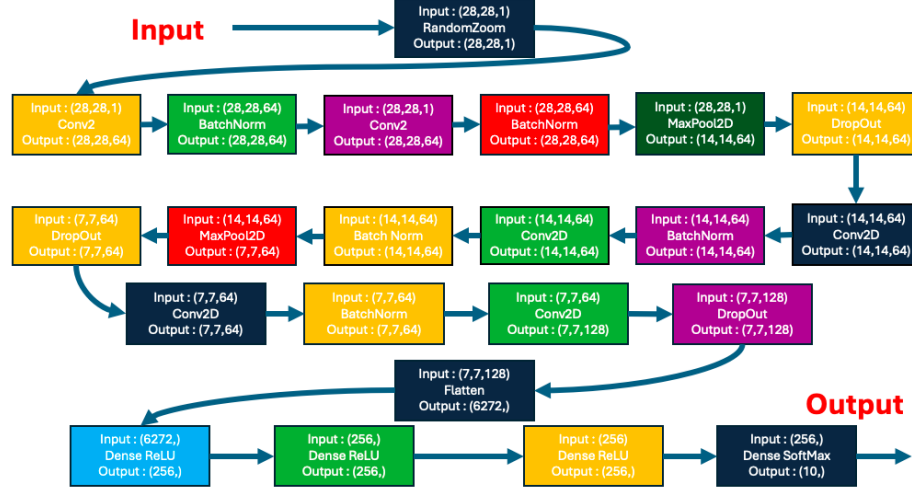 Input
Input : (28,28,1)
RandomZoom
Output : (28,28,1)
Input : (28,28,1)
Conv2
Output : (28,28,64)
Input : (28,28,64)
BatchNorm
Output : (28,28,64)
Input : (28,28,1)
Conv2
Output : (28,28,64)
Input : (28,28,64)
BatchNorm
Output : (28,28,64)
Input : (28,28,1)
MaxPool2D
Output : (14,14,64)
Input : (14,14,64)
DropOut
Output : (14,14,64)
Input : (14,14,64)
Conv2D
Output : (14,14,64)
Input : (14,14,64)
BatchNorm
Output : (14,14,64)
Input : (14,14,64)
Conv2D
Output : (14,14,64)
Input : (14,14,64)
Batch Norm
Output : (14,14,64)
Input : (14,14,64)
MaxPool2D
Output : (7,7,64)
Input : (7,7,64)
DropOut
Output : (7,7,64)
Input : (7,7,64)
Conv2D
Output : (7,7,64)
Input : (7,7,64)
BatchNorm
Output : (7,7,64)
Input : (7,7,64)
Conv2D
Output : (7,7,128)
Input : (7,7,128)
DropOut
Output : (7,7,128)
Input : (7,7,128)
Flatten
Output : (6272,)
Input : (6272,)
Dense ReLU
Output : (256,)
Input : (256,)
Dense ReLU
Output : (256,)
Input : (256)
Dense ReLU
Output : (256,)
Input : (256,)
Dense SoftMax
Output : (10,)
Output